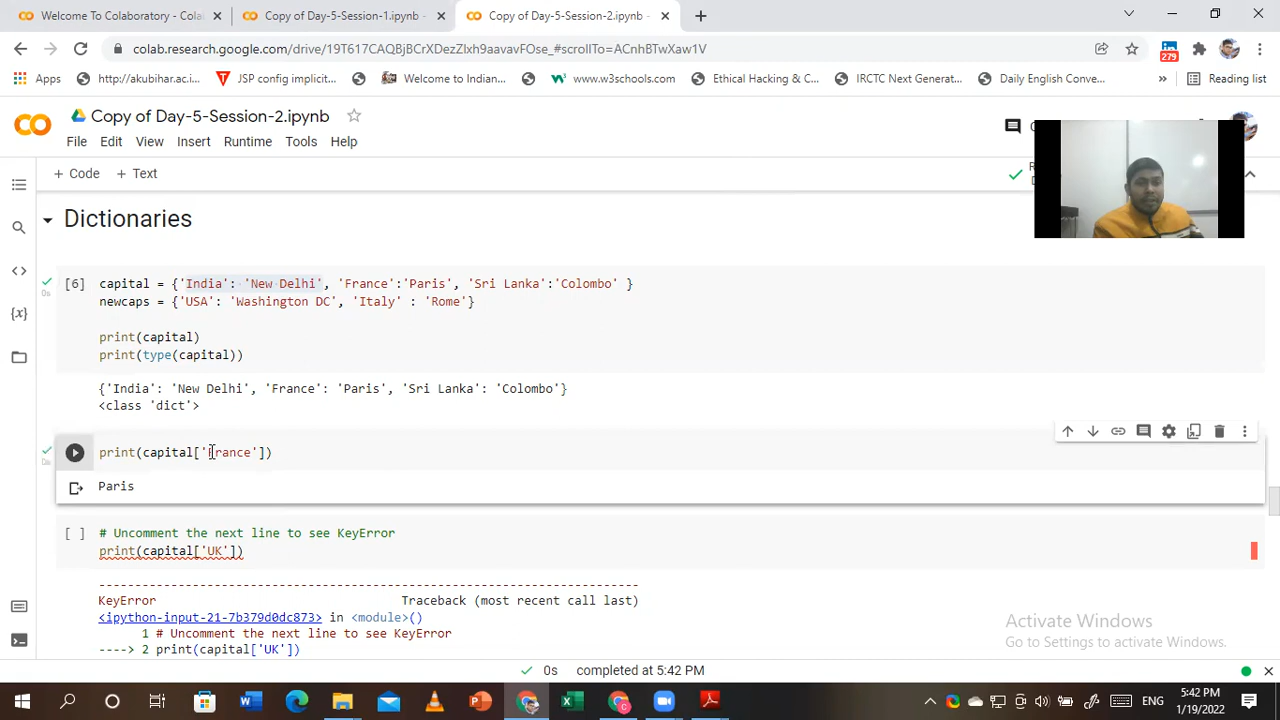 Welcome To Colaboratory - Colab
Copy of Day-5-Session-1.ipynb -
Copy of Day-5-Session-2.ipynb -
colab.research.google.com/drive/19T617CAQBjBCrXDezZlxh9aavavFOse_#scrollTo=ACnhBTwXaw1V
279
Apps
http://akubihar.ac.i...
JSP config implicit...
Welcome to Indian...
www.w3schools.com
Ethical Hacking & C...
IRCTC Next Generat...
Daily English Conve...
»
Reading list
Copy of Day-5-Session-2.ipynb
File Edit View Insert Runtime Tools Help
+ Code + Text
Dictionaries
[6] capital = {'India': 'New Delhi', 'France':'Paris', 'Sri Lanka':'Colombo' }
newcaps = {'USA': 'Washington DC', 'Italy' : 'Rome'}
print(capital)
print(type(capital))
0s
{'India': 'New Delhi', 'France': 'Paris', 'Sri Lanka': 'Colombo'}
<class 'dict'>
print(capital['France'])
0s
Paris
[ ] # Uncomment the next line to see KeyError
print(capital['UK'])
---------------------------------------------------------------------------
KeyError Traceback (most recent call last)
<ipython-input-21-7b379d0dc873> in <module>()
1 # Uncomment the next line to see KeyError
----> 2 print(capital['UK'])
Activate Windows
Go to Settings to activate Windows.
0s completed at 5:42 PM
ENG
5:42 PM
1/19/2022